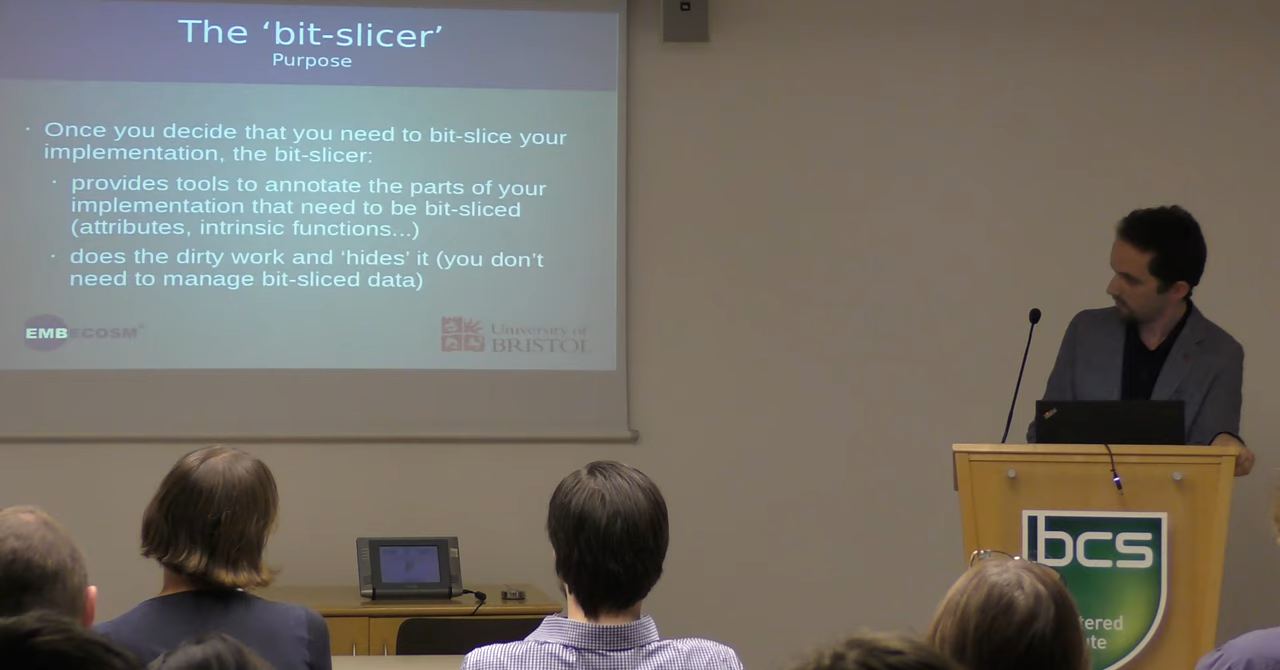 The ‘bit-slicer’
Purpose
· Once you decide that you need to bit-slice your
implementation, the bit-slicer:
· provides tools to annotate the parts of your
implementation that need to be bit-sliced
(attributes, intrinsic functions...)
· does the dirty work and ‘hides’ it (you don't
need to manage bit-sliced data)
EMBECOSM®
University of
BRISTOL
bcs
tered
ute